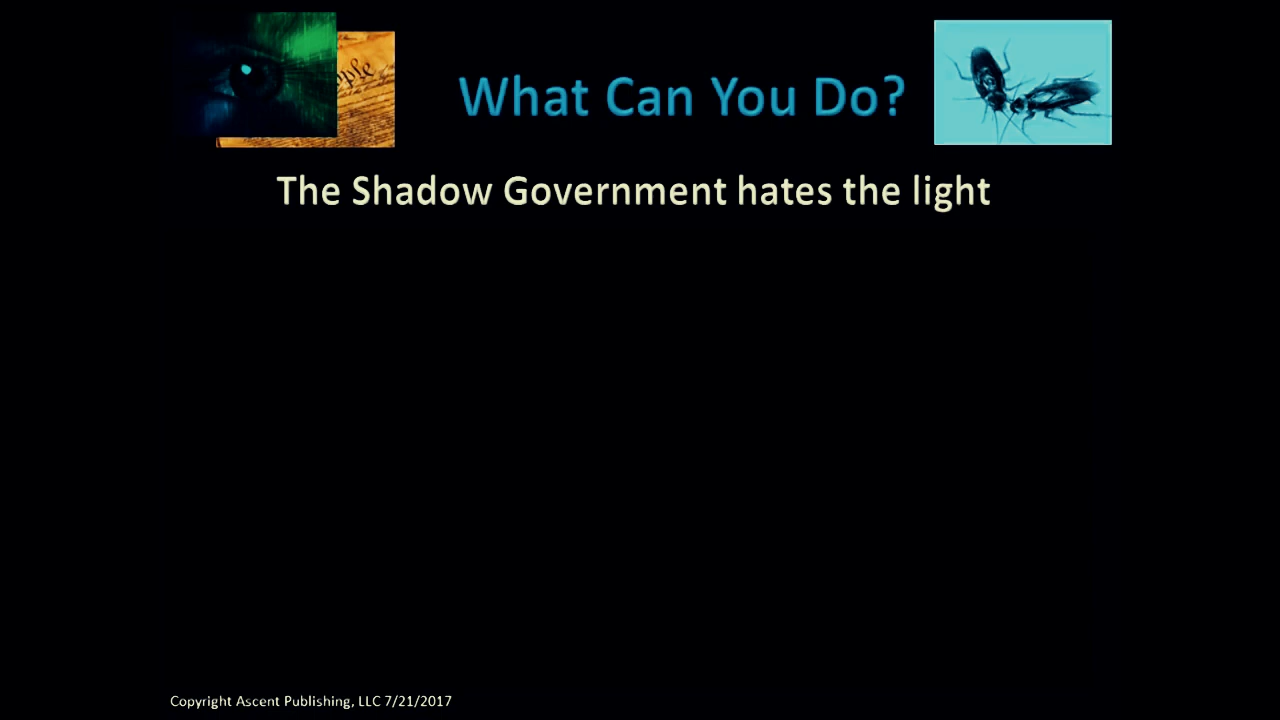 What Can You Do?
The Shadow Government hates the light
Copyright Ascent Publishing, LLC 7/21/2017